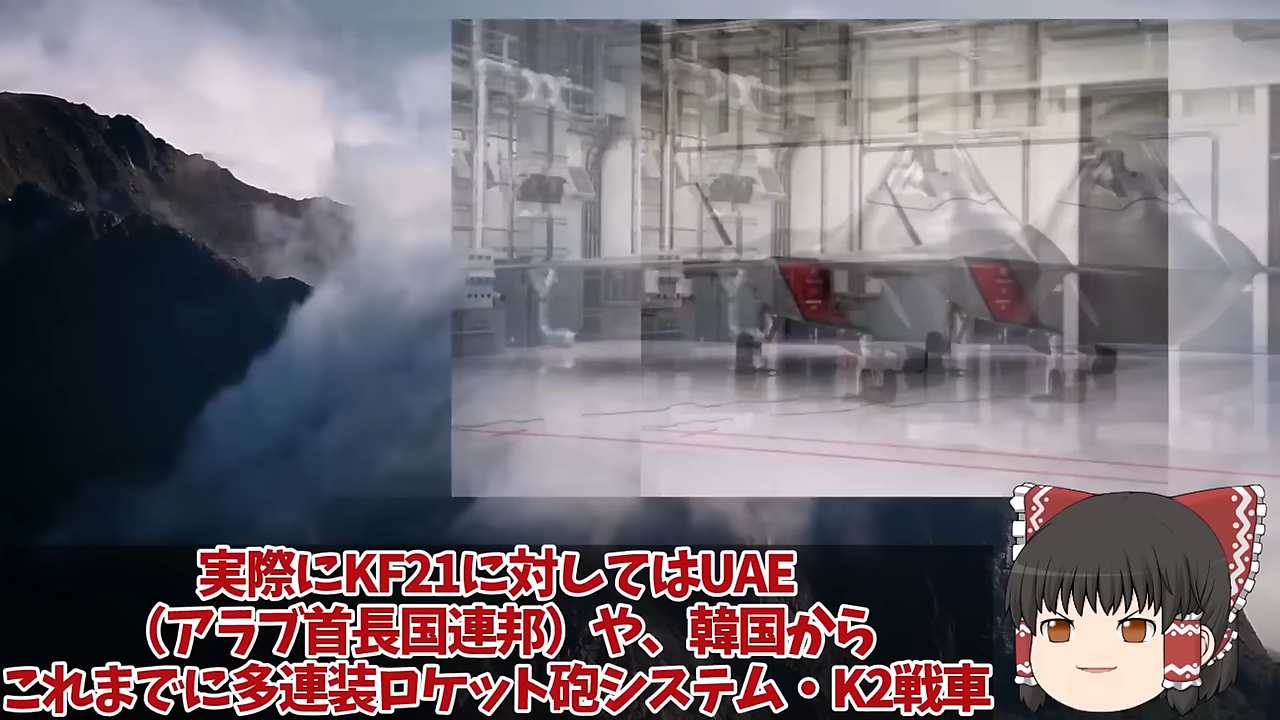 実際にKF21に対してはUAE
（アラブ首長国連邦）や、韓国から
これまでに多連装ロケット砲システム・K2戦車